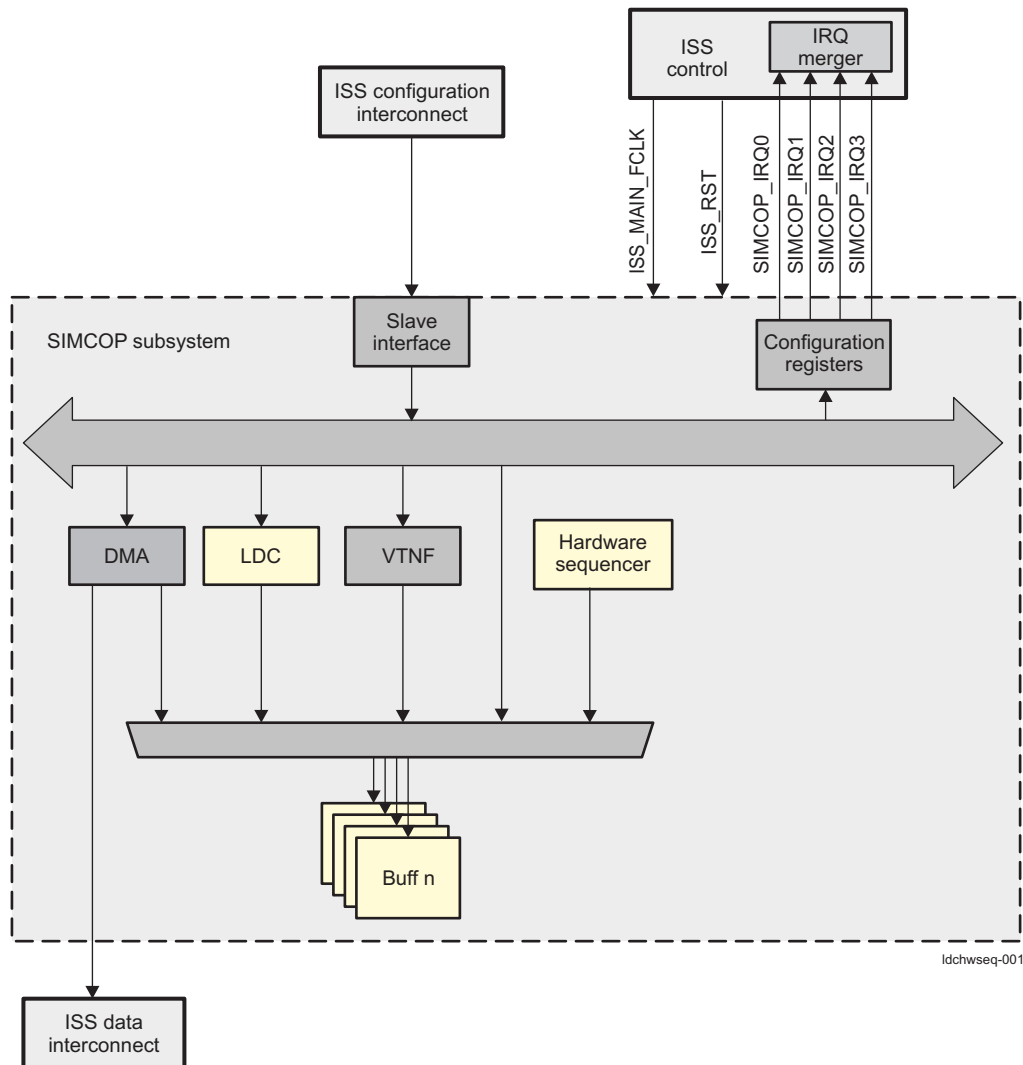 ISS
control
IRQ
merger
ISS configuration
interconnect
ISS_MAIN_FCLK
ISS_RST
SIMCOP_IRQ0
SIMCOP_IRQ1
SIMCOP_IRQ2
SIMCOP_IRQ3
SIMCOP subsystem
Slave
interface
Configuration
registers
DMA
LDC
VTNF
Hardware
sequencer
Buff n
ldchwseq-001
ISS data
interconnect